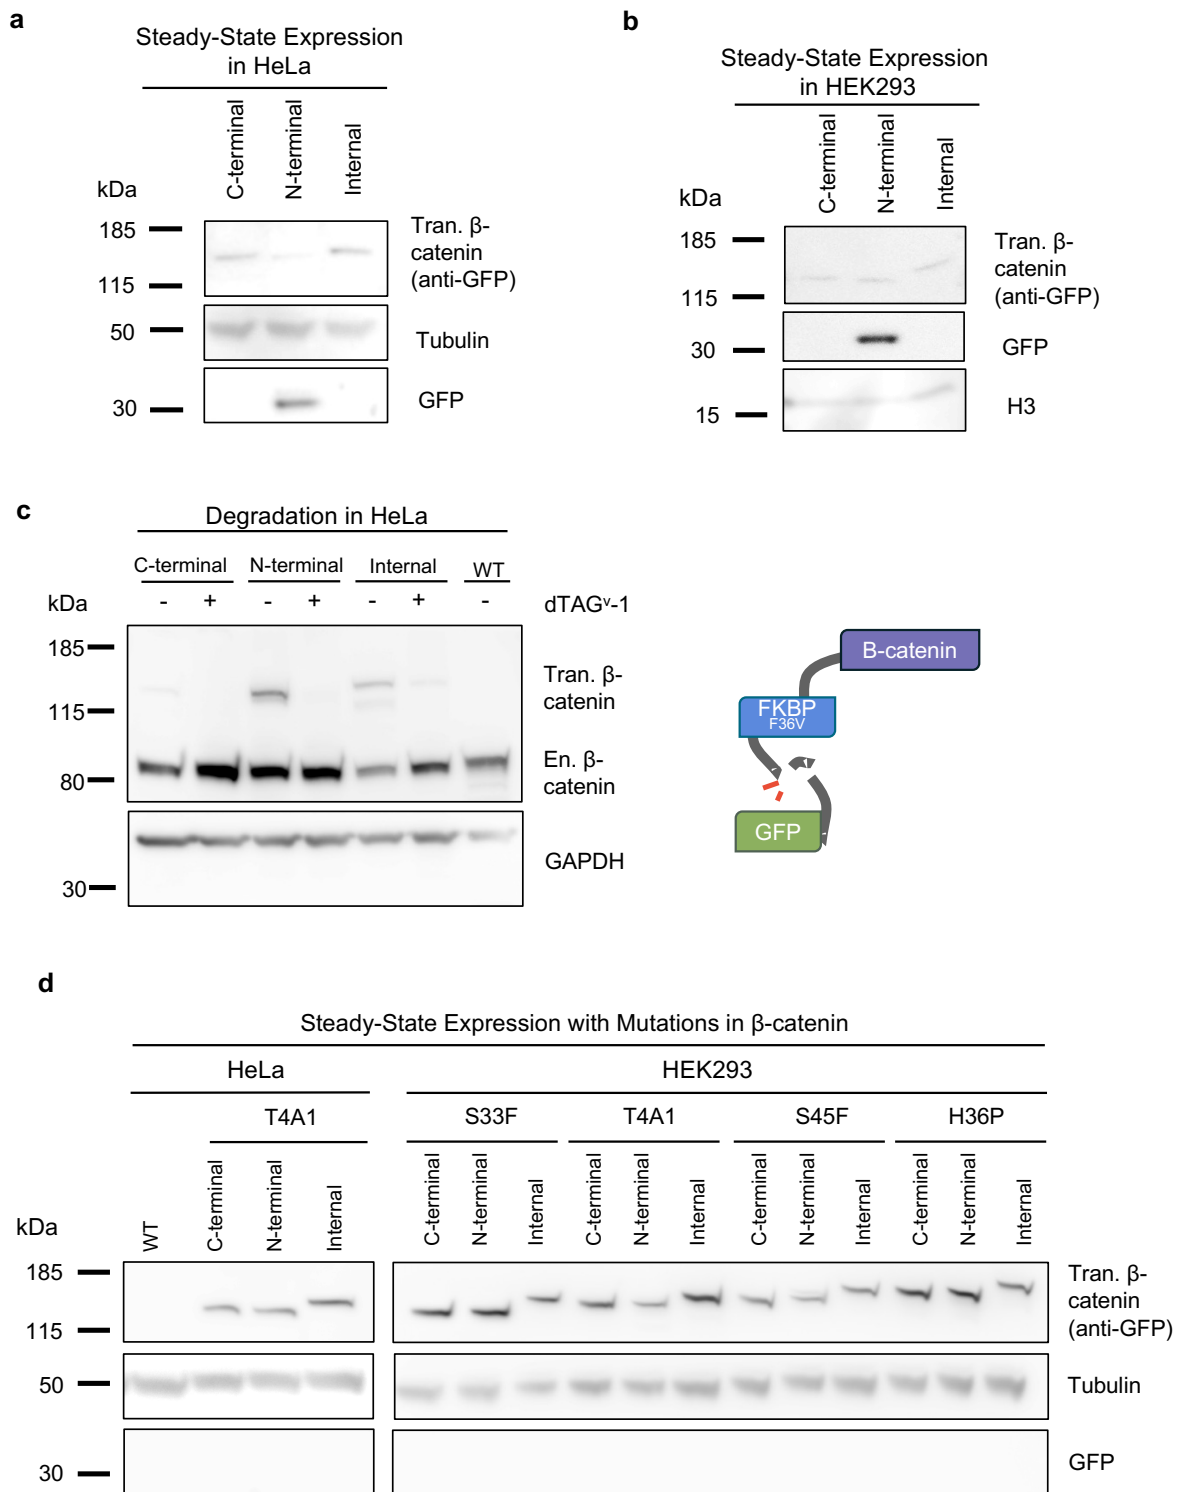 a
Steady-State Expression
in HeLa
C-terminal
N-terminal
Internal
kDa
185
115
50
30
Tran. β-
catenin
(anti-GFP)
Tubulin
GFP
b
Steady-State Expression
in HEK293
C-terminal
N-terminal
Internal
kDa
185
115
30
15
Tran. β-
catenin
(anti-GFP)
GFP
H3
c
Degradation in HeLa
C-terminal N-terminal Internal WT
kDa - + - + - + - dTAGᵛ-1
185
115
80
30
Tran. β-
catenin
En. β-
catenin
GAPDH
B-catenin
FKBP
F36V
GFP
d
Steady-State Expression with Mutations in β-catenin
HeLa HEK293
T4A1 S33F T4A1 S45F H36P
WT
C-terminal
N-terminal
Internal
C-terminal
N-terminal
Internal
C-terminal
N-terminal
Internal
C-terminal
N-terminal
Internal
C-terminal
N-terminal
Internal
kDa
185
115
50
30
Tran. β-
catenin
(anti-GFP)
Tubulin
GFP